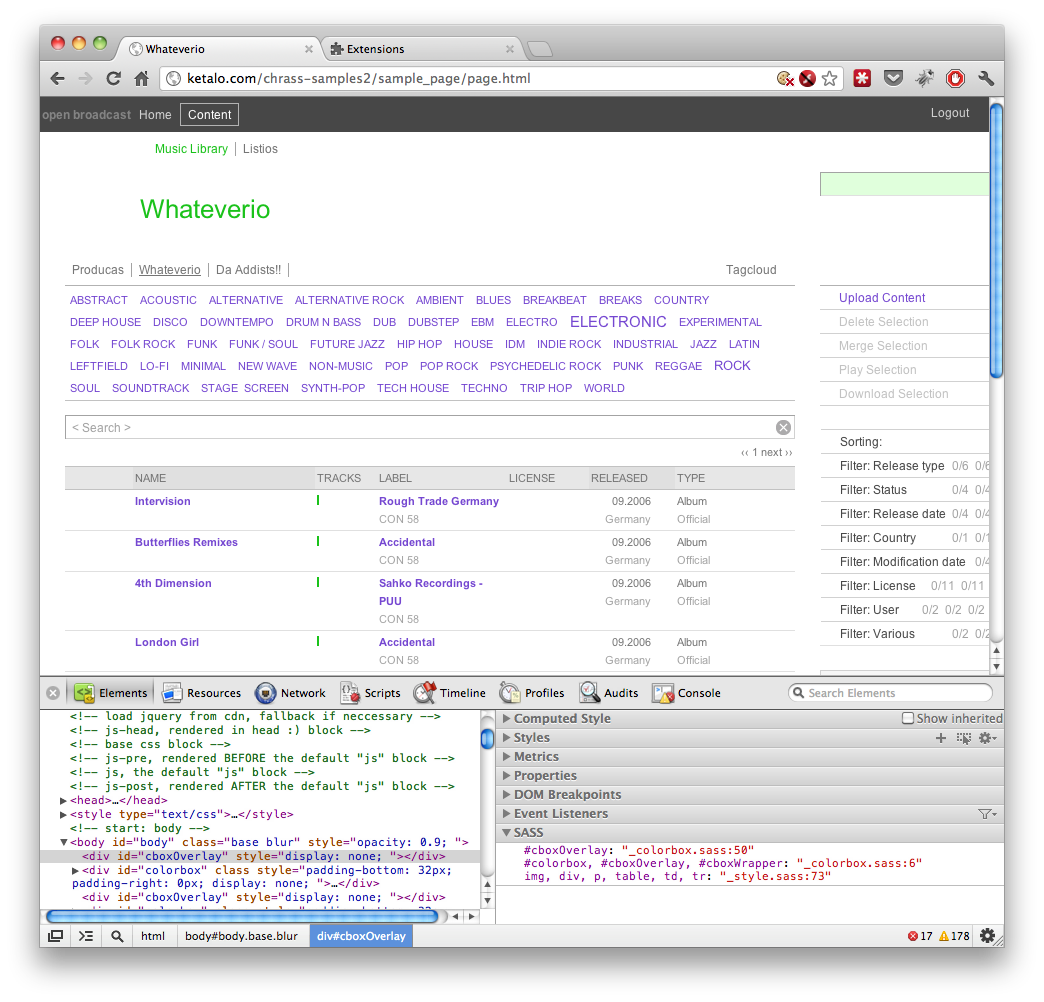 Whateverio
Extensions
ketalo.com/chrass-samples2/sample_page/page.html
open broadcast Home Content Logout
Music Library Listios
Whateverio
Producas Whateverio Da Addists!! Tagcloud
ABSTRACT ACOUSTIC ALTERNATIVE ALTERNATIVE ROCK AMBIENT BLUES BREAKBEAT BREAKS COUNTRY
DEEP HOUSE DISCO DOWNTEMPO DRUM N BASS DUB DUBSTEP EBM ELECTRO ELECTRONIC EXPERIMENTAL
FOLK FOLK ROCK FUNK FUNK / SOUL FUTURE JAZZ HIP HOP HOUSE IDM INDIE ROCK INDUSTRIAL JAZZ LATIN
LEFTFIELD LO-FI MINIMAL NEW WAVE NON-MUSIC POP POP ROCK PSYCHEDELIC ROCK PUNK REGGAE ROCK
SOUL SOUNDTRACK STAGE SCREEN SYNTH-POP TECH HOUSE TECHNO TRIP HOP WORLD
< Search >
‹‹ 1 next ››
NAME TRACKS LABEL LICENSE RELEASED TYPE
Intervision Rough Trade Germany 09.2006 Album
CON 58 Germany Official
Butterflies Remixes Accidental 09.2006 Album
CON 58 Germany Official
4th Dimension Sahko Recordings - 09.2006 Album
PUU Germany Official
CON 58
London Girl Accidental 09.2006 Album
CON 58 Germany Official
Upload Content
Delete Selection
Merge Selection
Play Selection
Download Selection
Sorting:
Filter: Release type 0/6 0/6
Filter: Status 0/4 0/4
Filter: Release date 0/4 0/4
Filter: Country 0/1 0/1
Filter: Modification date 0/4
Filter: License 0/11 0/11
Filter: User 0/2 0/2 0/2
Filter: Various 0/2 0/2
Elements Resources Network Scripts Timeline Profiles Audits Console Search Elements
<!-- load jquery from cdn, fallback if neccessary -->
<!-- js-head, rendered in head :) block -->
<!-- base css block -->
<!-- js-pre, rendered BEFORE the default "js" block -->
<!-- js, the default "js" block -->
<!-- js-post, rendered AFTER the default "js" block -->
<head>…</head>
<style type="text/css">…</style>
<!-- start: body -->
<body id="body" class="base blur" style="opacity: 0.9; ">
<div id="cboxOverlay" style="display: none; "></div>
<div id="colorbox" class style="padding-bottom: 32px;
padding-right: 0px; display: none; ">…</div>
<div id="cboxOverlay" style="display: none; "></div>
Computed Style Show inherited
Styles
Metrics
Properties
DOM Breakpoints
Event Listeners
SASS
#cboxOverlay: "_colorbox.sass:50"
#colorbox, #cboxOverlay, #cboxWrapper: "_colorbox.sass:6"
img, div, p, table, td, tr: "_style.sass:73"
html body#body.base.blur div#cboxOverlay 17 178